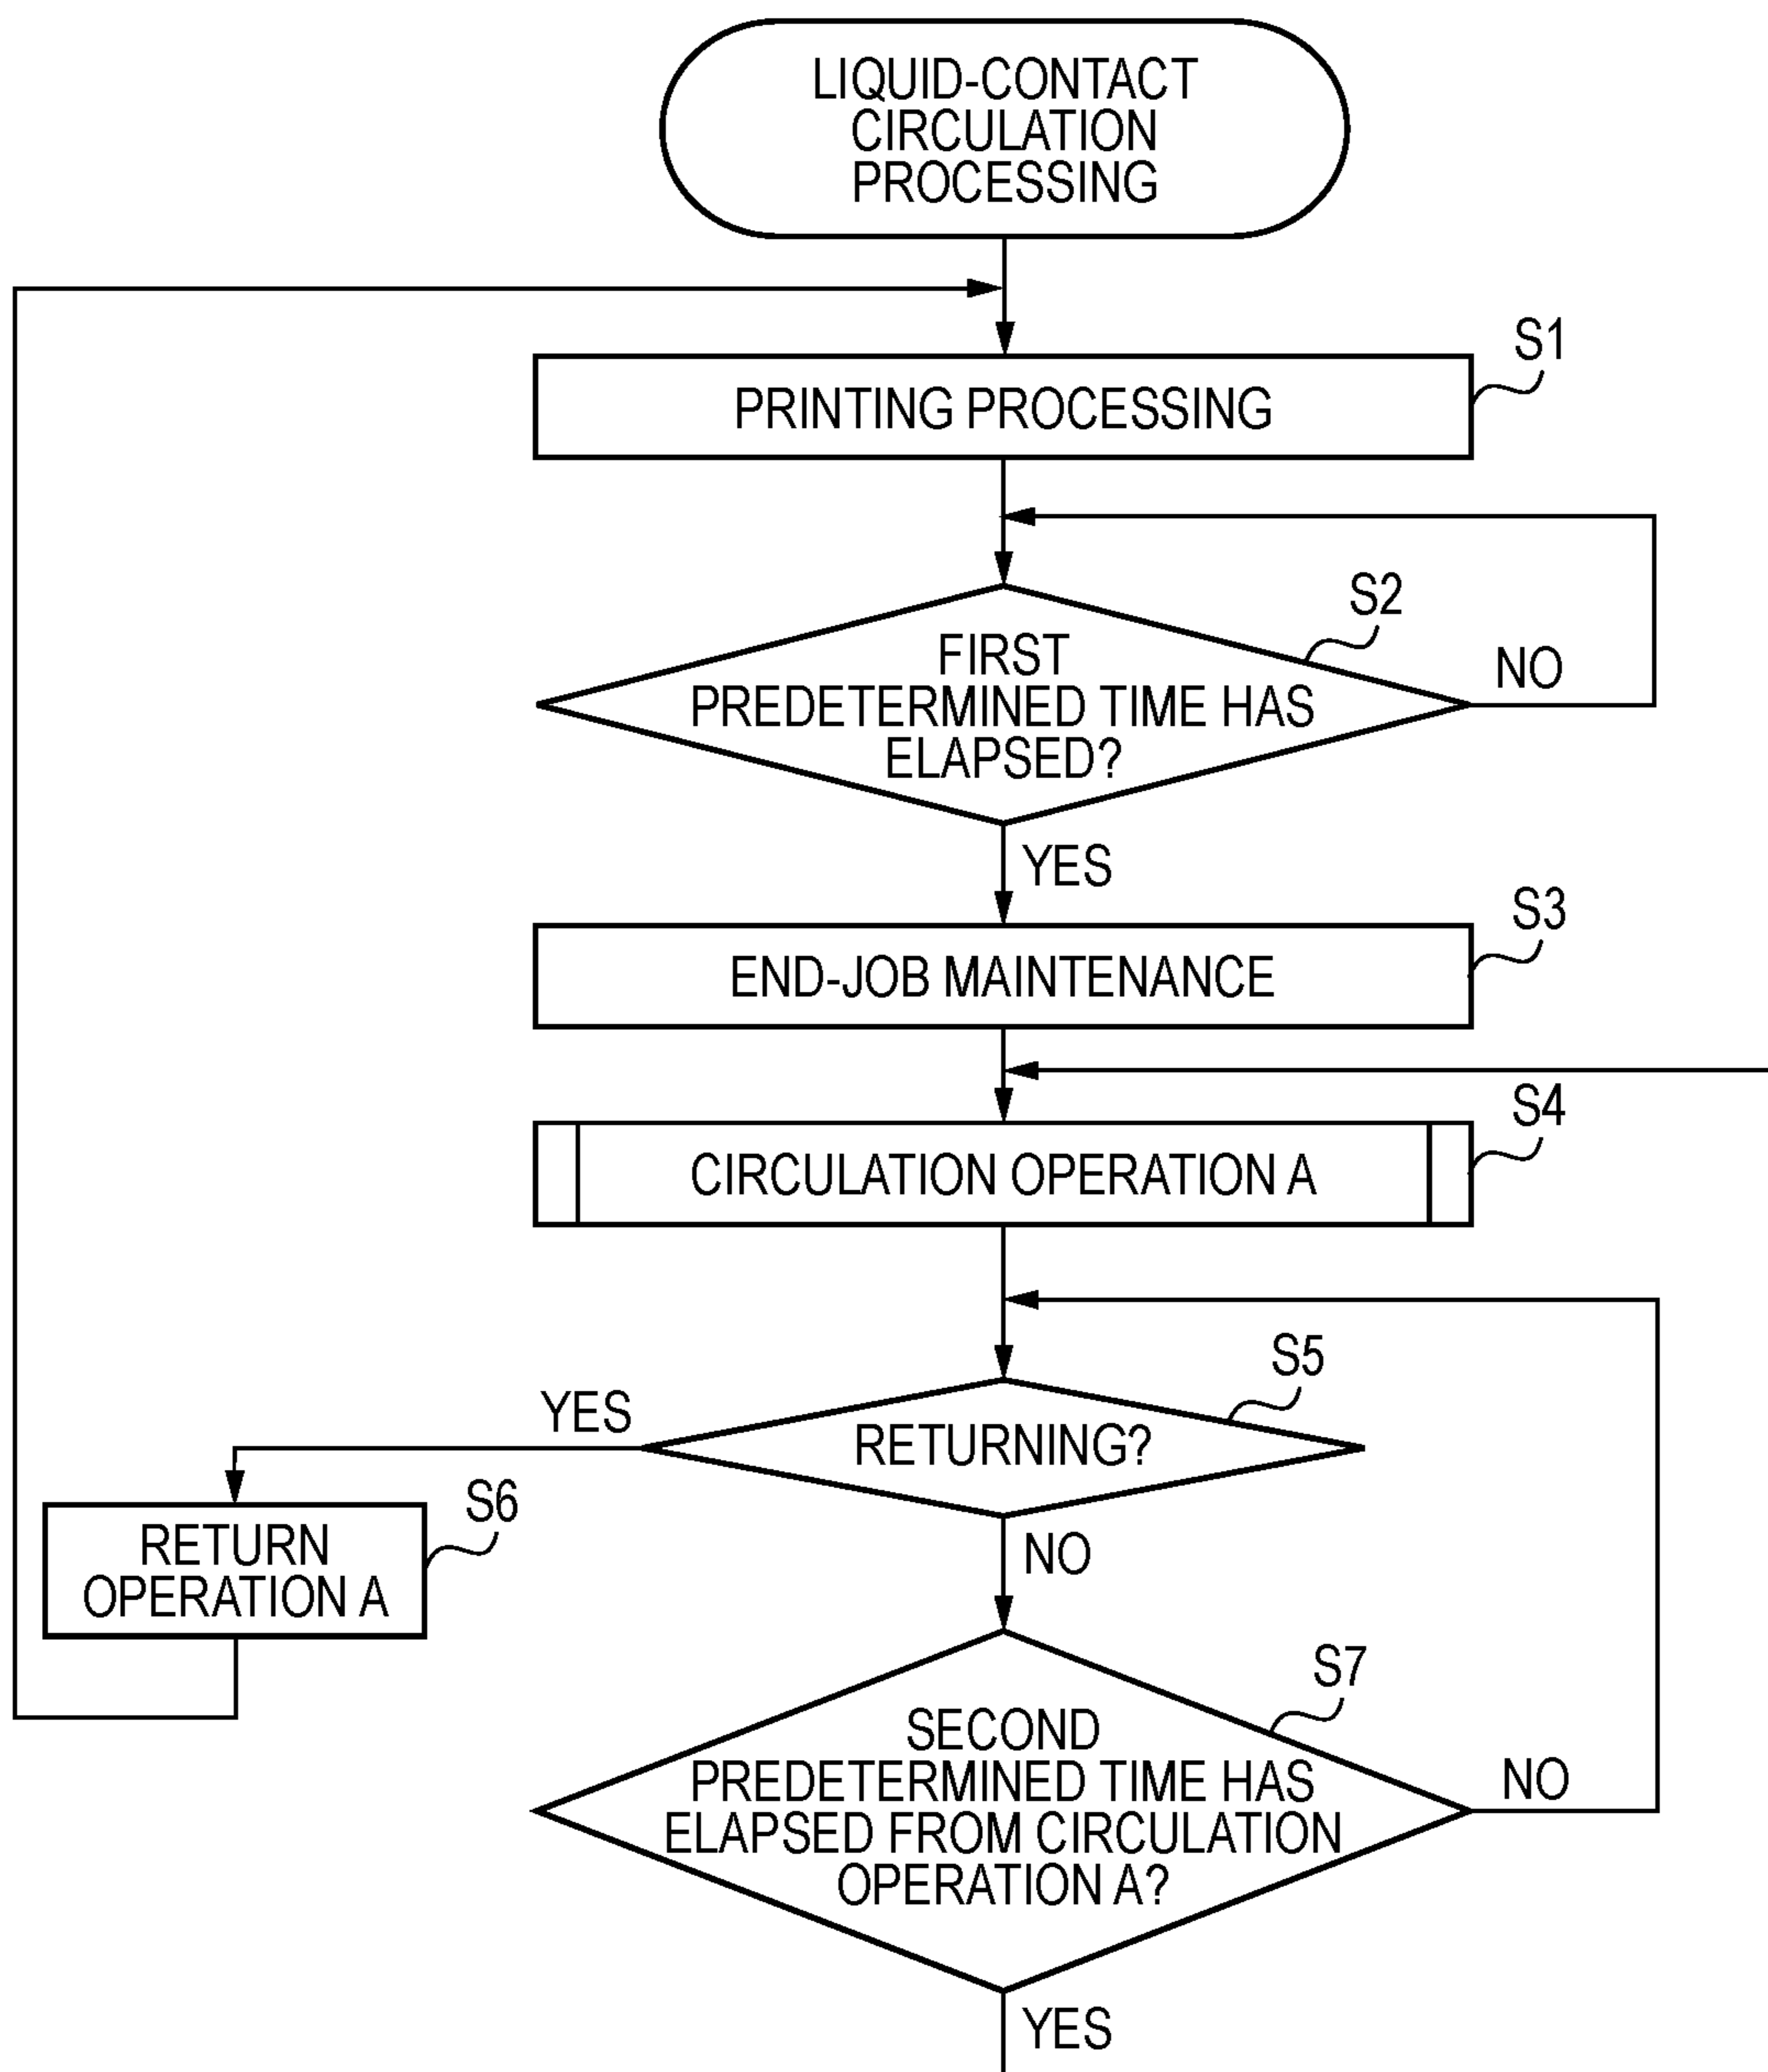 LIQUID-CONTACT
CIRCULATION
PROCESSING
S1
PRINTING PROCESSING
S2
FIRST
PREDETERMINED TIME HAS
ELAPSED?
NO
YES
S3
END-JOB MAINTENANCE
S4
CIRCULATION OPERATION A
S5
YES
RETURNING?
S6
RETURN
OPERATION A
NO
S7
SECOND
PREDETERMINED TIME HAS
ELAPSED FROM CIRCULATION
OPERATION A?
NO
YES